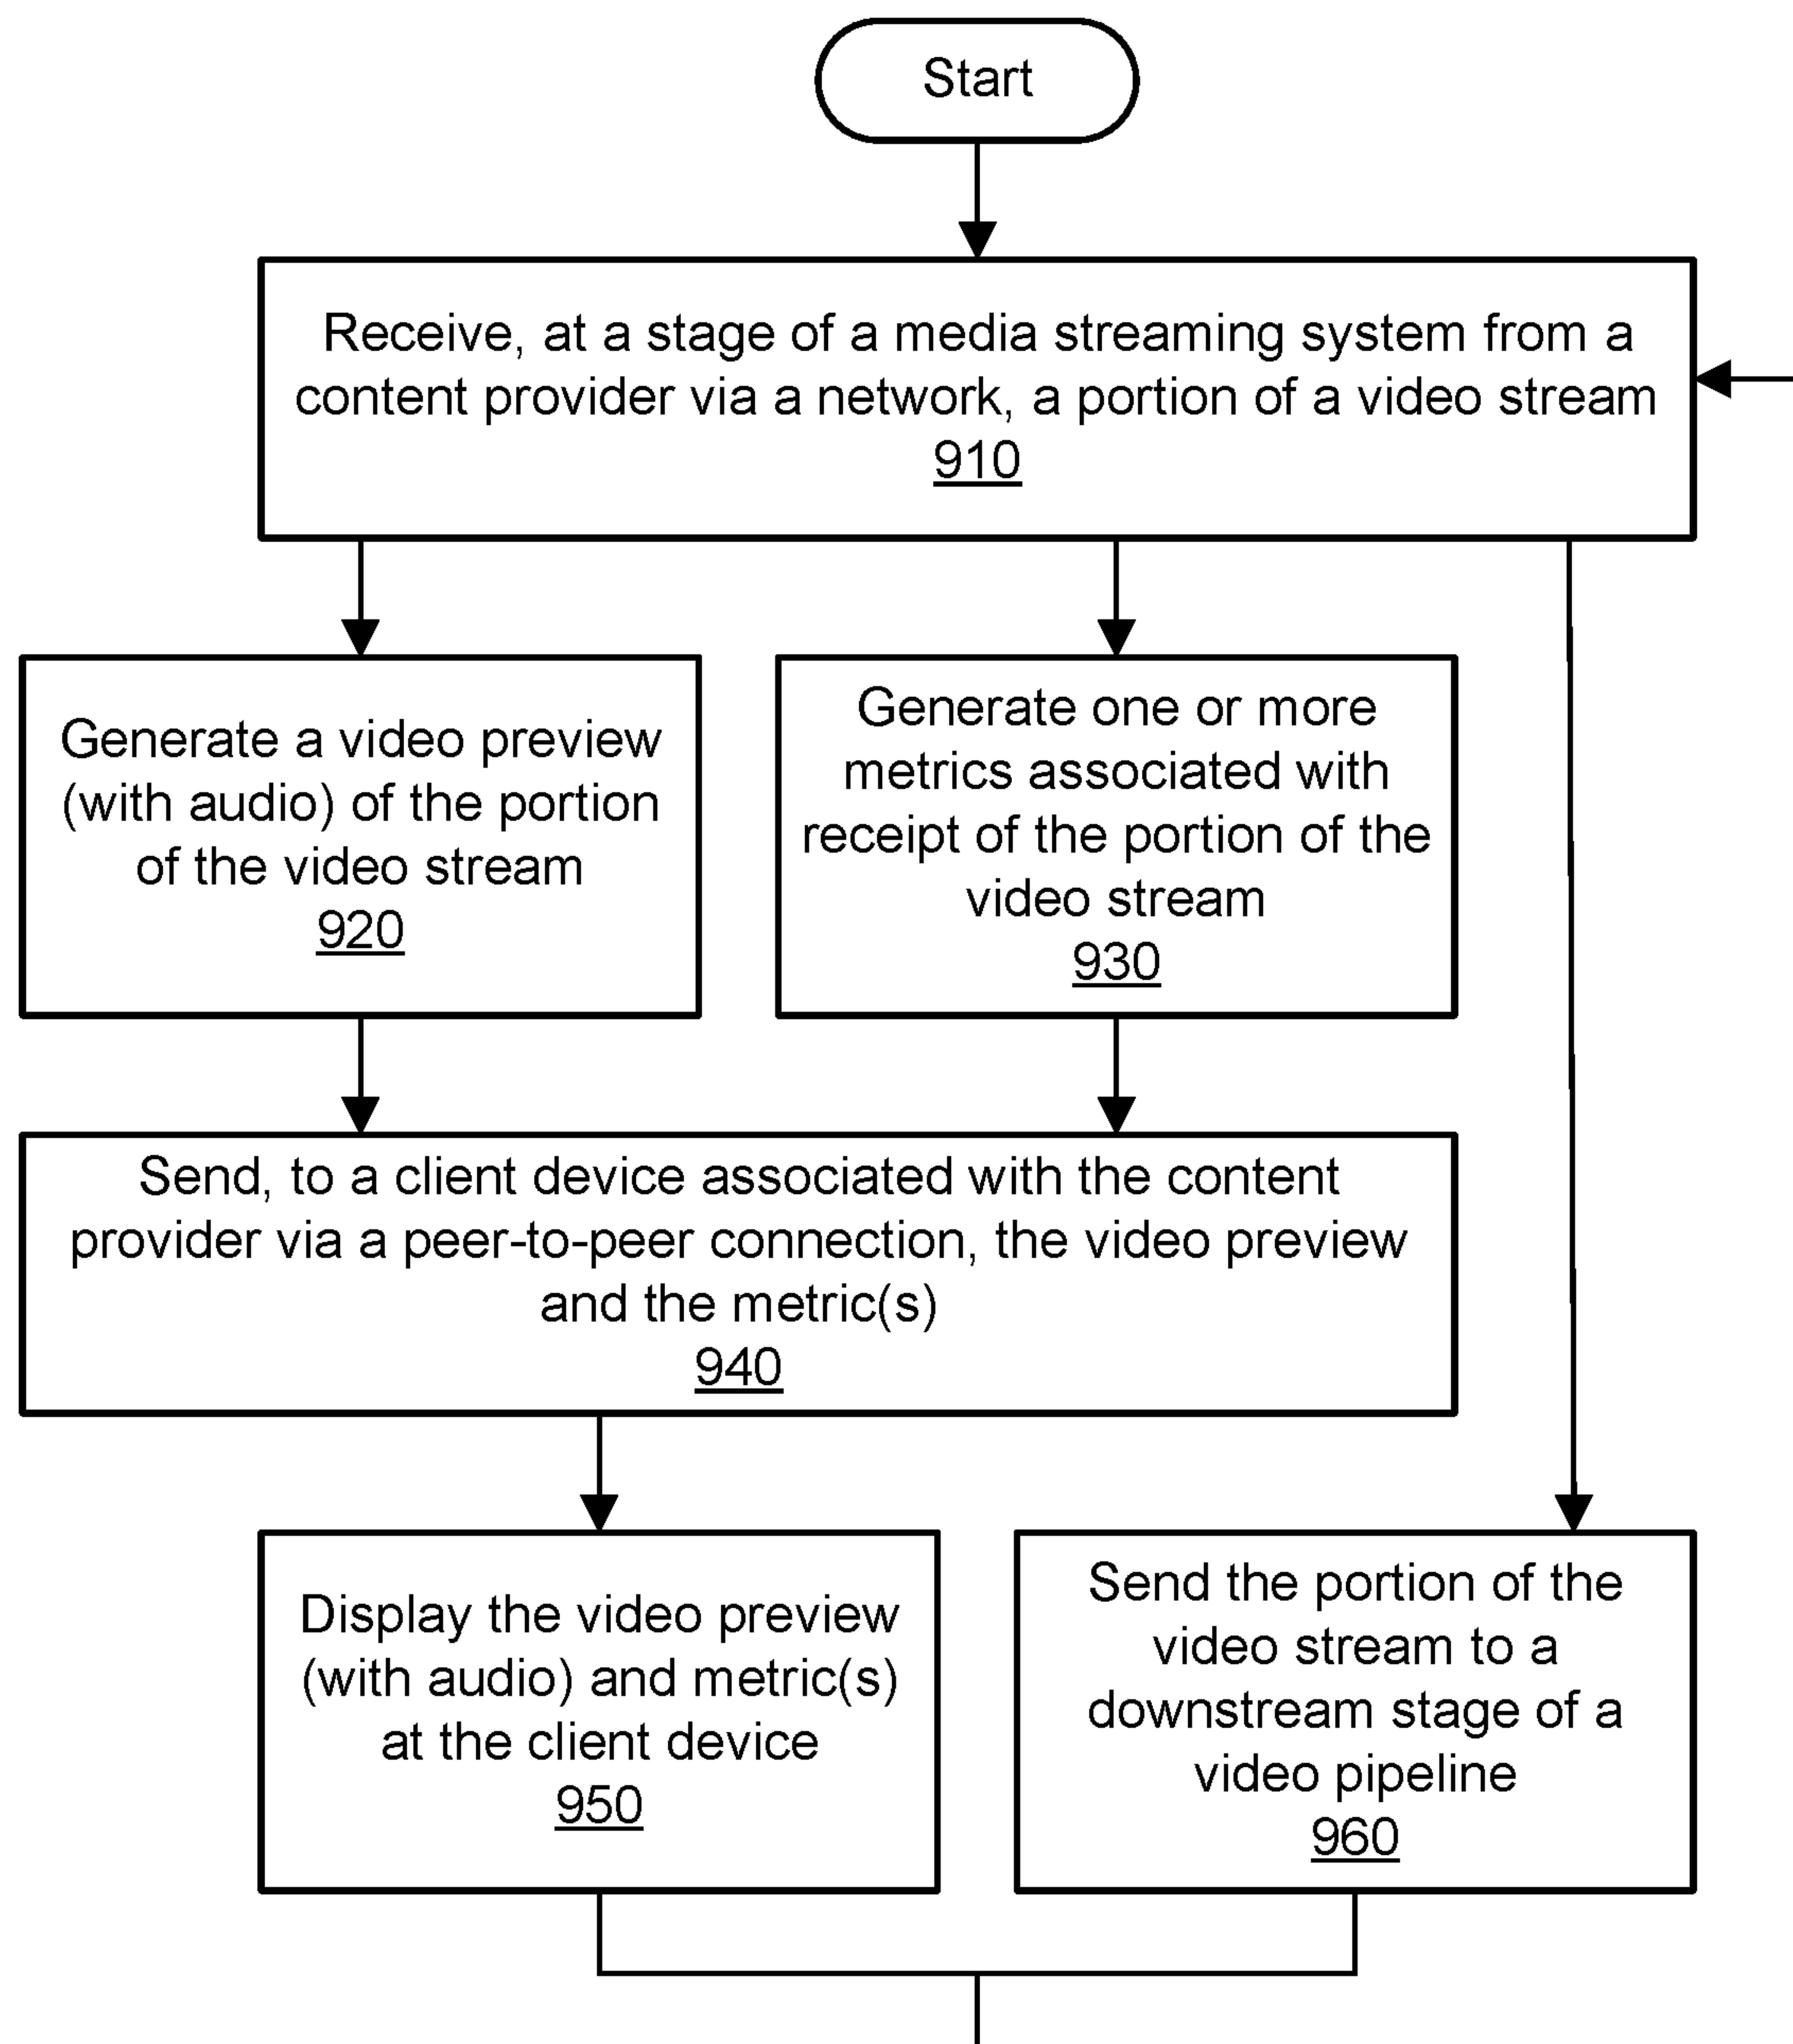 Start
Receive, at a stage of a media streaming system from a
content provider via a network, a portion of a video stream
910
Generate a video preview
(with audio) of the portion
of the video stream
920
Generate one or more
metrics associated with
receipt of the portion of the
video stream
930
Send, to a client device associated with the content
provider via a peer-to-peer connection, the video preview
and the metric(s)
940
Display the video preview
(with audio) and metric(s)
at the client device
950
Send the portion of the
video stream to a
downstream stage of a
video pipeline
960